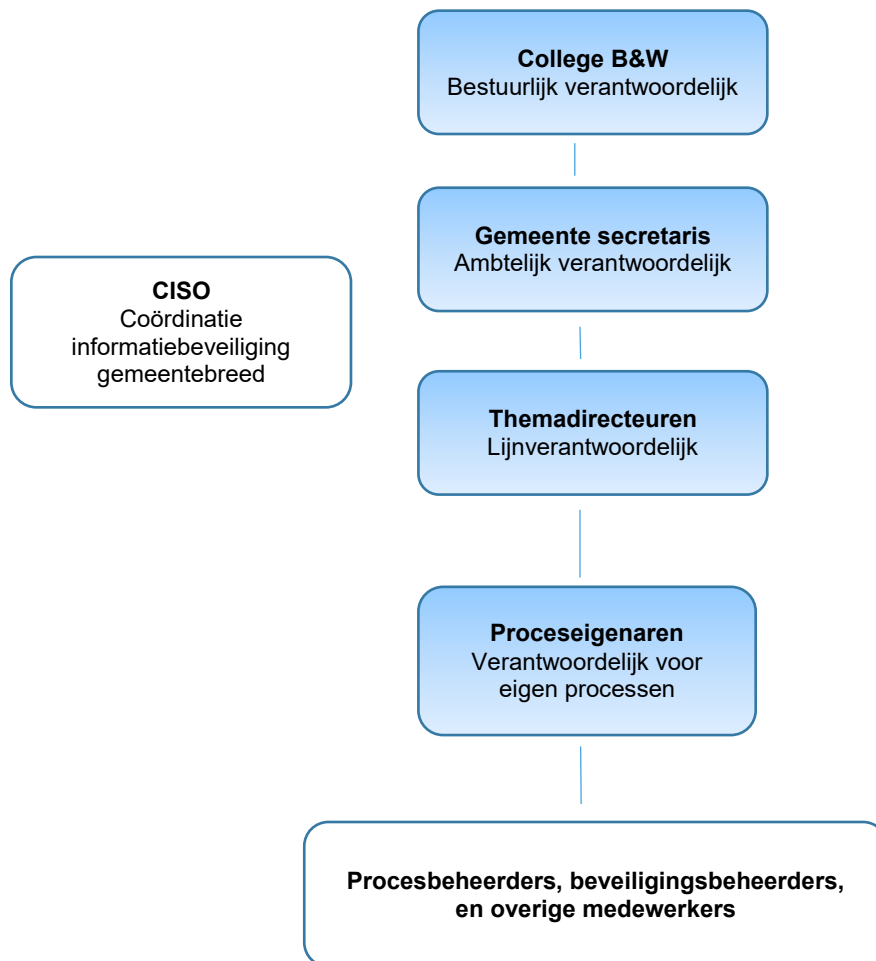 College B&W
Bestuurlijk verantwoordelijk
Gemeente secretaris
Ambtelijk verantwoordelijk
CISO
Coördinatie
informatiebeveiliging
gemeentebreed
Themadirecteuren
Lijnverantwoordelijk
Proceseigenaren
Verantwoordelijk voor
eigen processen
Procesbeheerders, beveiligingsbeheerders,
en overige medewerkers